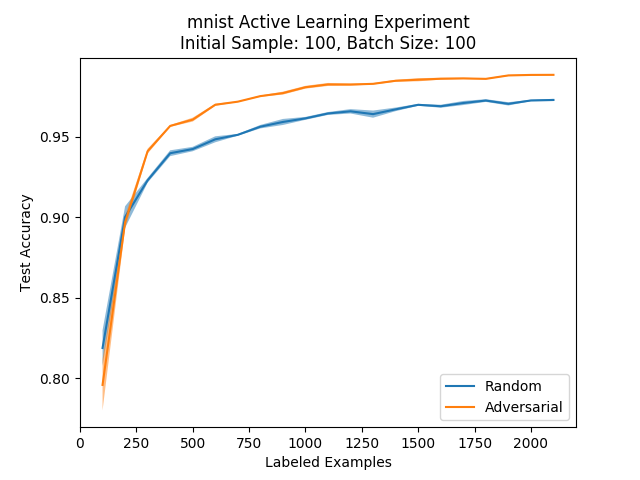 mnist Active Learning Experiment
Initial Sample: 100, Batch Size: 100
Test Accuracy
0.95
0.90
0.85
0.80
Random
Adversarial
0 250 500 750 1000 1250 1500 1750 2000
Labeled Examples